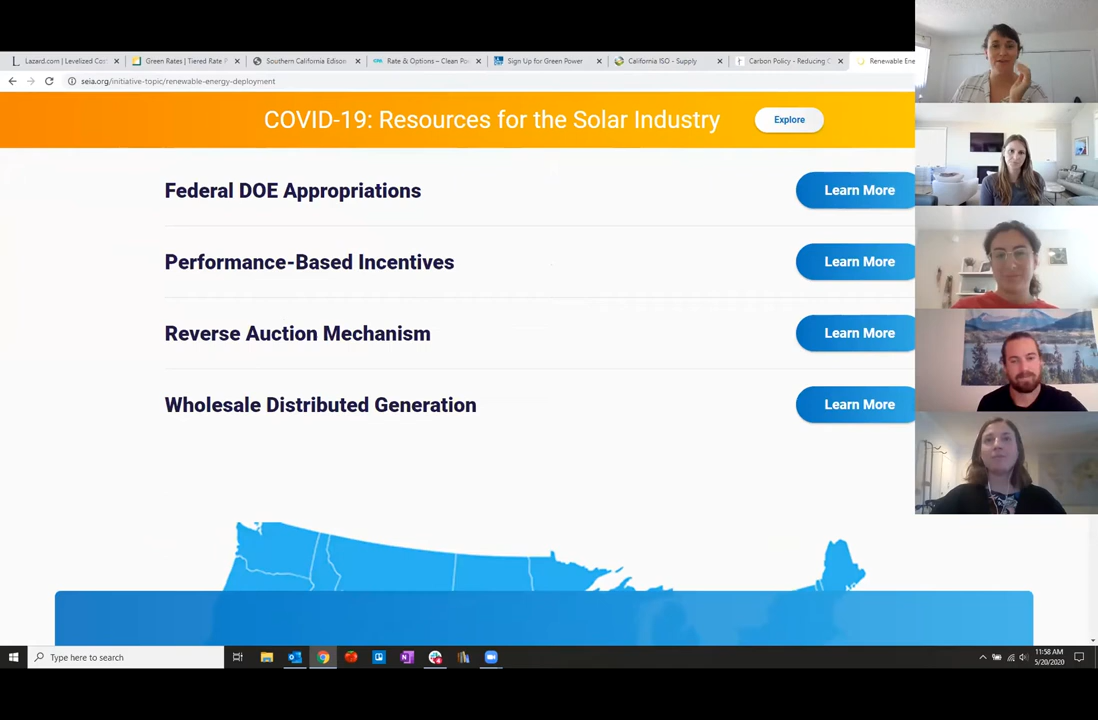 Lazard.com | Levelized Cost
Green Rates | Tiered Rate P
Southern California Edison
Rate & Options – Clean Po
Sign Up for Green Power
California ISO - Supply
Carbon Policy - Reducing C
Renewable Ene
seia.org/initiative-topic/renewable-energy-deployment
COVID-19: Resources for the Solar Industry
Explore
Federal DOE Appropriations
Learn More
Performance-Based Incentives
Learn More
Reverse Auction Mechanism
Learn More
Wholesale Distributed Generation
Learn More
Type here to search
11:58 AM
5/20/2020